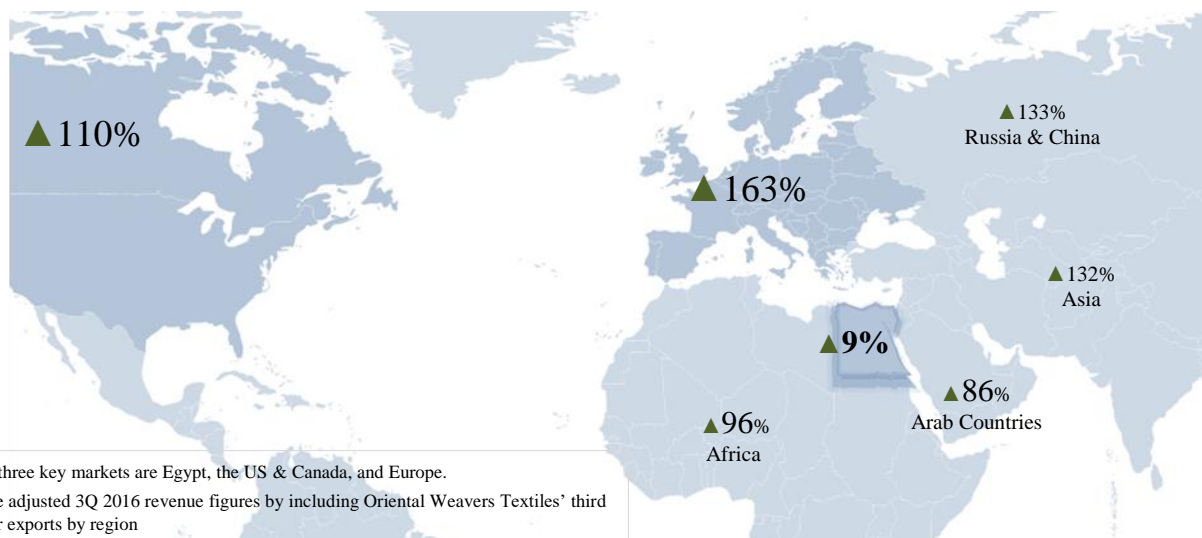 ▲110%
▲133%
Russia & China
▲163%
▲132%
Asia
▲9%
▲86%
Arab Countries
▲96%
Africa
three key markets are Egypt, the US & Canada, and Europe.
adjusted 3Q 2016 revenue figures by including Oriental Weavers Textiles’ third
exports by region